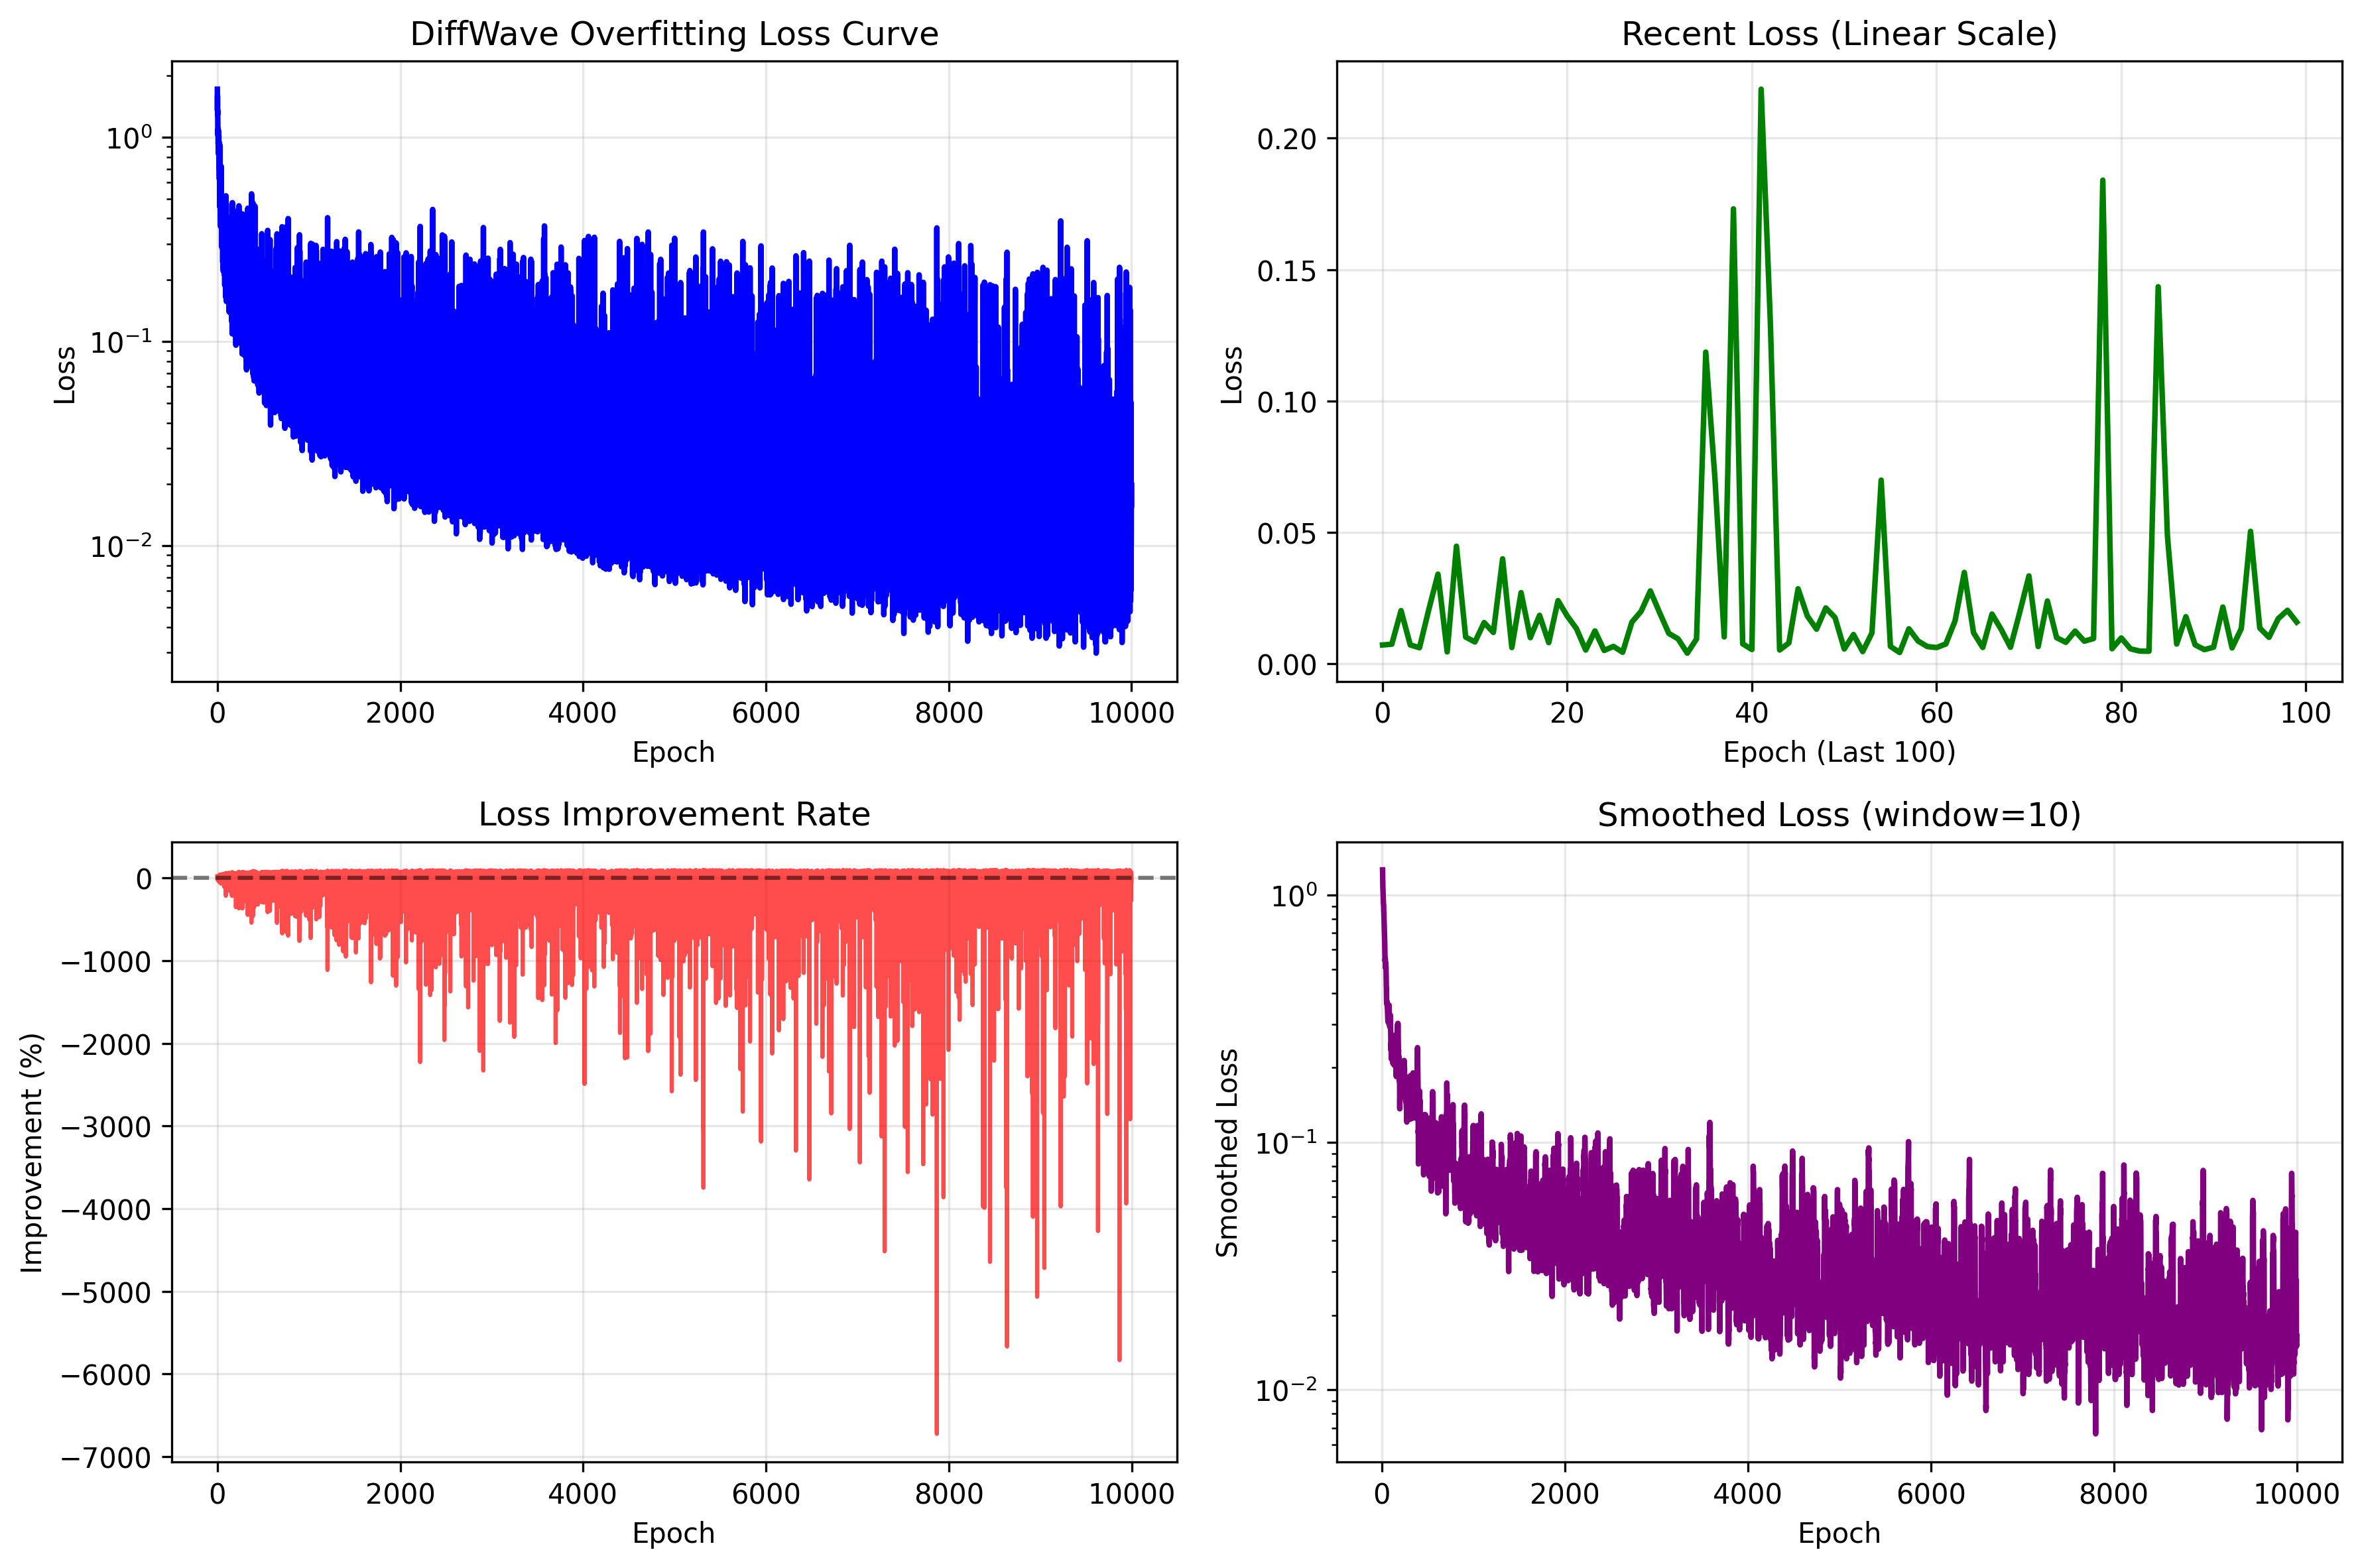 DiffWave Overfitting Loss Curve
Loss
10⁰
10⁻¹
10⁻²
0 2000 4000 6000 8000 10000
Epoch
Recent Loss (Linear Scale)
Loss
0.20
0.15
0.10
0.05
0.00
0 20 40 60 80 100
Epoch (Last 100)
Loss Improvement Rate
Improvement (%)
0
−1000
−2000
−3000
−4000
−5000
−6000
−7000
0 2000 4000 6000 8000 10000
Epoch
Smoothed Loss (window=10)
Smoothed Loss
10⁰
10⁻¹
10⁻²
0 2000 4000 6000 8000 10000
Epoch